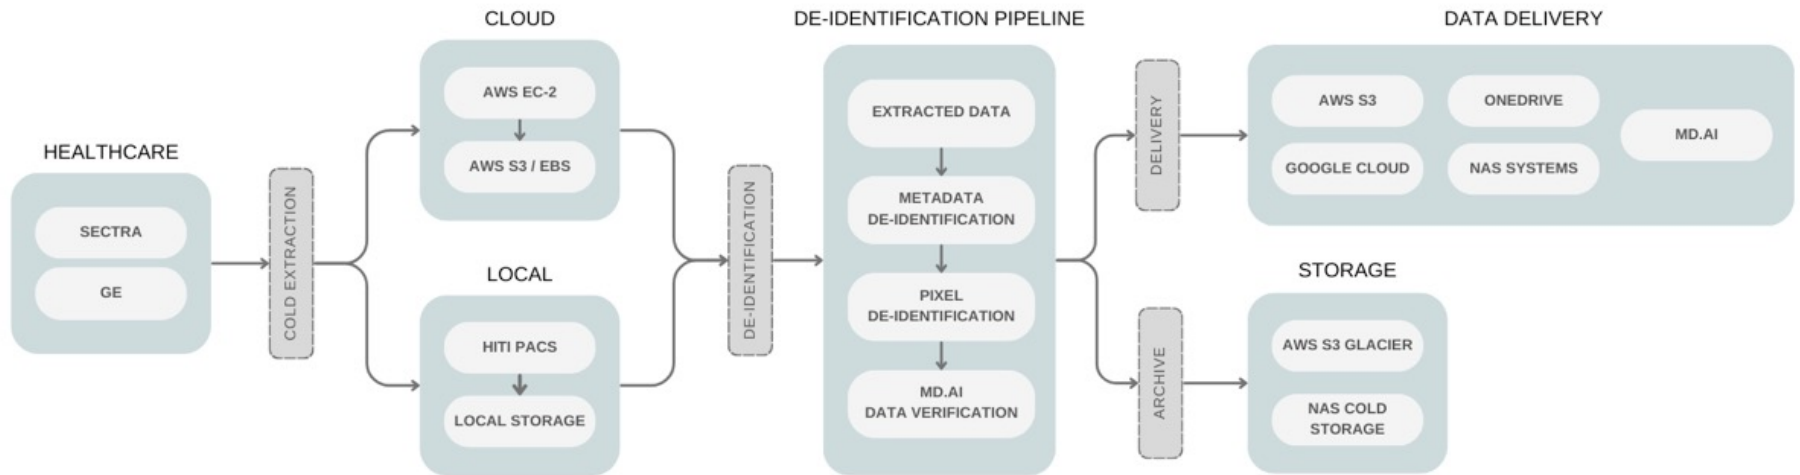 HEALTHCARE
SECTRA
GE
COLD EXTRACTION
CLOUD
AWS EC-2
AWS S3 / EBS
LOCAL
HITI PACS
LOCAL STORAGE
DE-IDENTIFICATION
DE-IDENTIFICATION PIPELINE
EXTRACTED DATA
METADATA
DE-IDENTIFICATION
PIXEL
DE-IDENTIFICATION
MD.AI
DATA VERIFICATION
DELIVERY
DATA DELIVERY
AWS S3
ONEDRIVE
MD.AI
GOOGLE CLOUD
NAS SYSTEMS
ARCHIVE
STORAGE
AWS S3 GLACIER
NAS COLD
STORAGE